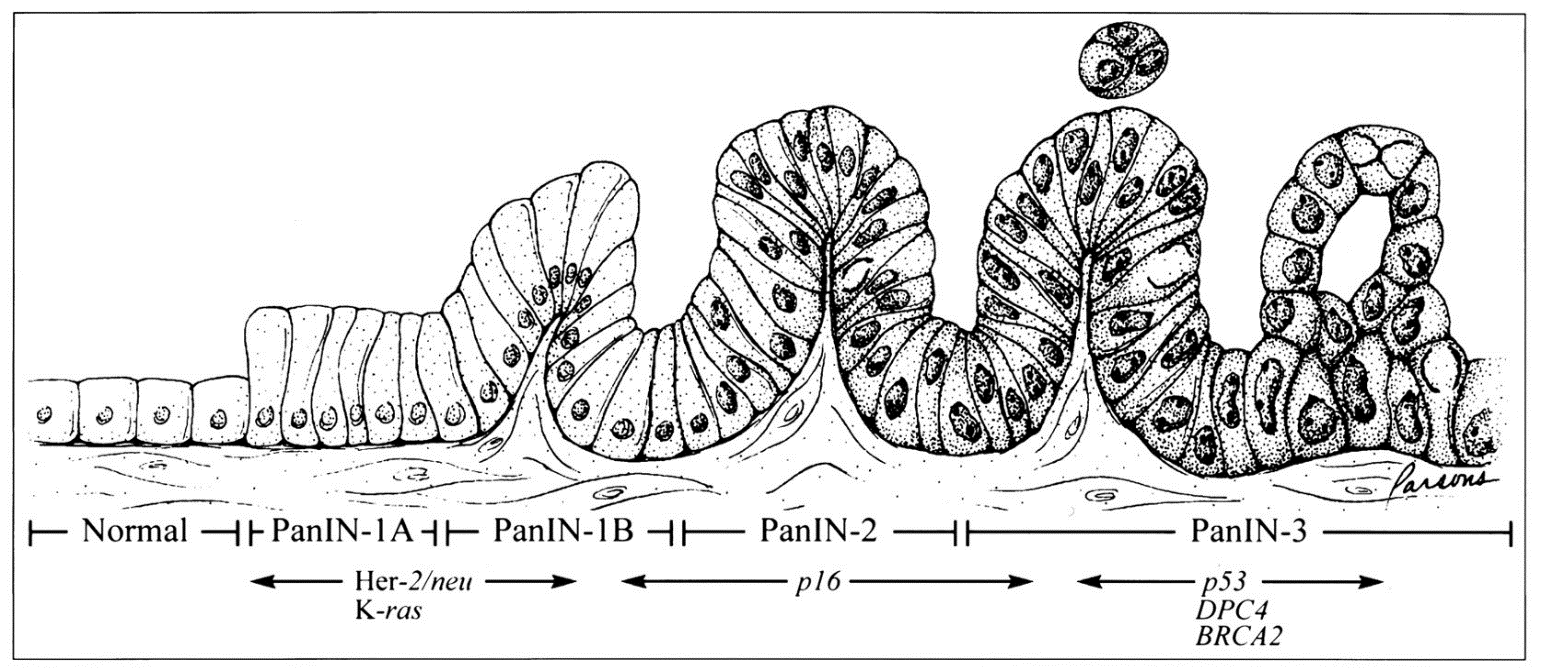 Parsons
Normal PanIN-1A PanIN-1B PanIN-2 PanIN-3
Her-2/neu p16 p53
K-ras DPC4
BRCA2